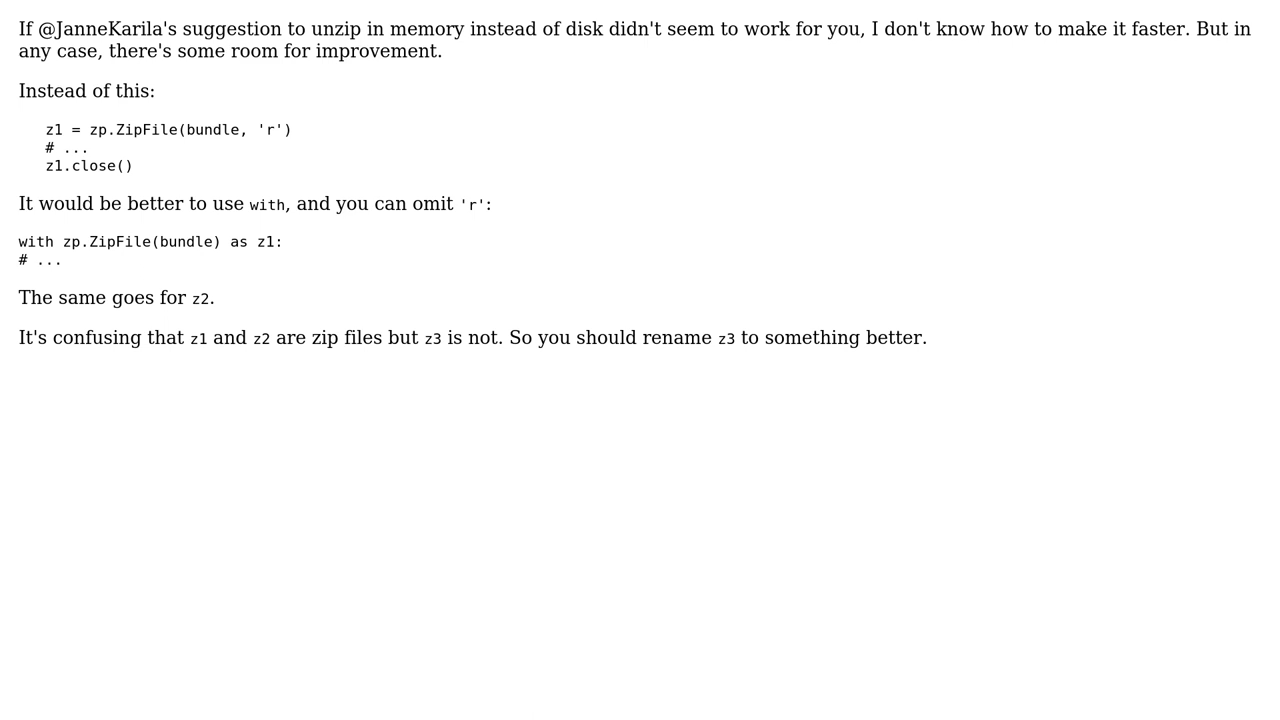 If @JanneKarila's suggestion to unzip in memory instead of disk didn't seem to work for you, I don't know how to make it faster. But in
any case, there's some room for improvement.
Instead of this:
z1 = zp.ZipFile(bundle, 'r')
# ...
z1.close()
It would be better to use with, and you can omit 'r':
with zp.ZipFile(bundle) as z1:
# ...
The same goes for z2.
It's confusing that z1 and z2 are zip files but z3 is not. So you should rename z3 to something better.